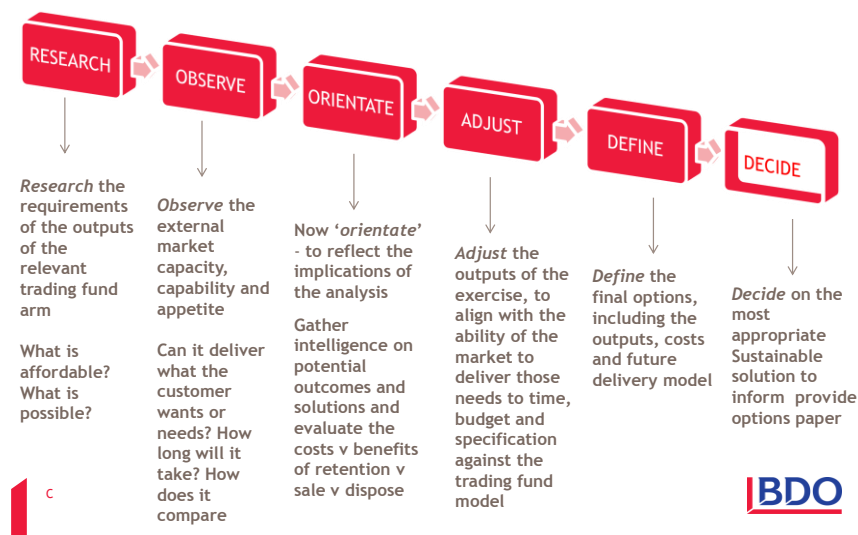 RESEARCH
OBSERVE
ORIENTATE
ADJUST
DEFINE
DECIDE
Research the
requirements
of the outputs
of the
relevant
trading fund
arm
What is
affordable?
What is
possible?
Observe the
external
market
capacity,
capability and
appetite
Can it deliver
what the
customer
wants or
needs? How
long will it
take? How
does it
compare
Now ‘orientate’
- to reflect the
implications of
the analysis
Gather
intelligence on
potential
outcomes and
solutions and
evaluate the
costs v benefits
of retention v
sale v dispose
Adjust the
outputs of the
exercise, to
align with the
ability of the
market to
deliver those
needs to time,
budget and
specification
against the
trading fund
model
Define the
final options,
including the
outputs, costs
and future
delivery model
Decide on the
most
appropriate
Sustainable
solution to
inform provide
options paper
C
BDO